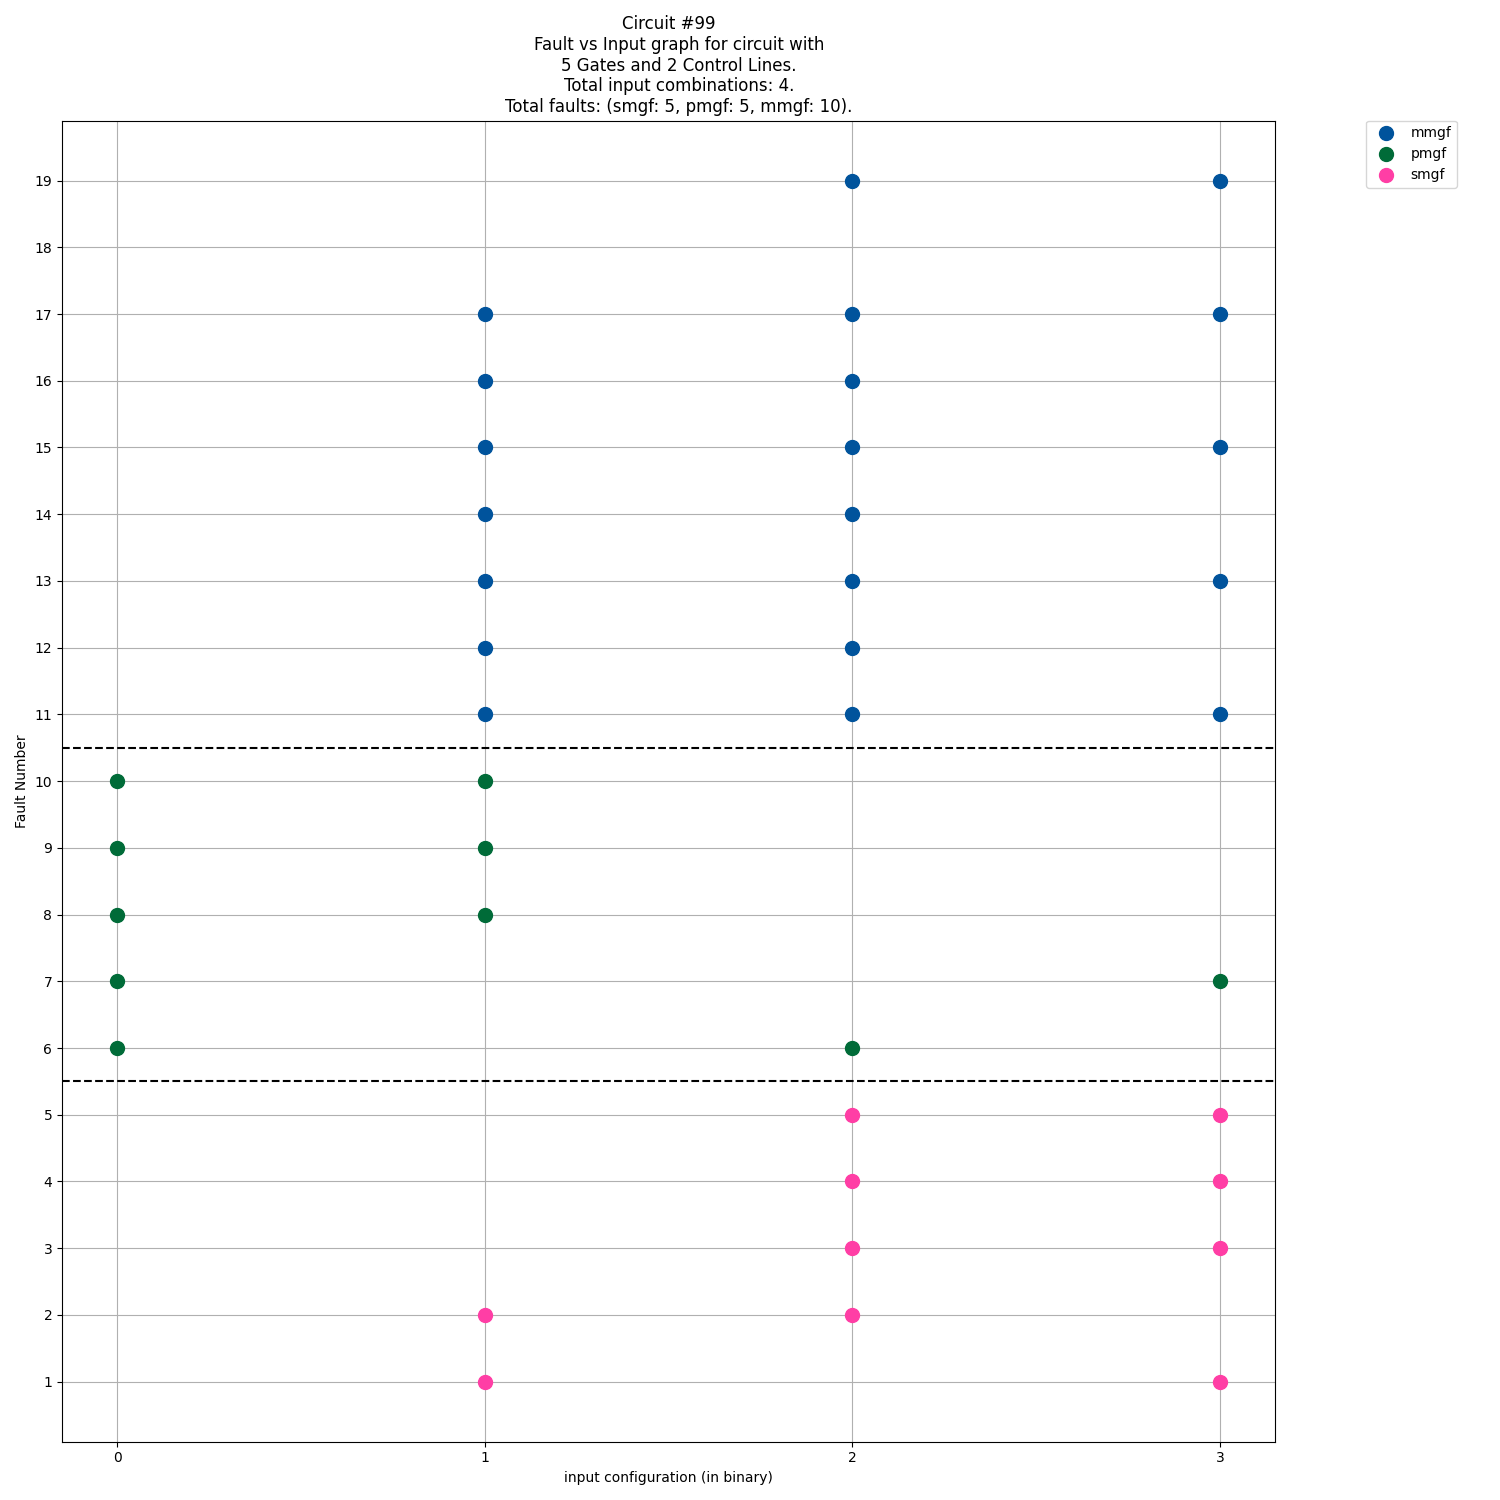 Circuit #99
Fault vs Input graph for circuit with
5 Gates and 2 Control Lines.
Total input combinations: 4.
Total faults: (smgf: 5, pmgf: 5, mmgf: 10).
mmgf
pmgf
smgf
19
18
17
16
15
14
13
12
11
10
9
8
7
6
5
4
3
2
1
Fault Number
0 1 2 3
input configuration (in binary)